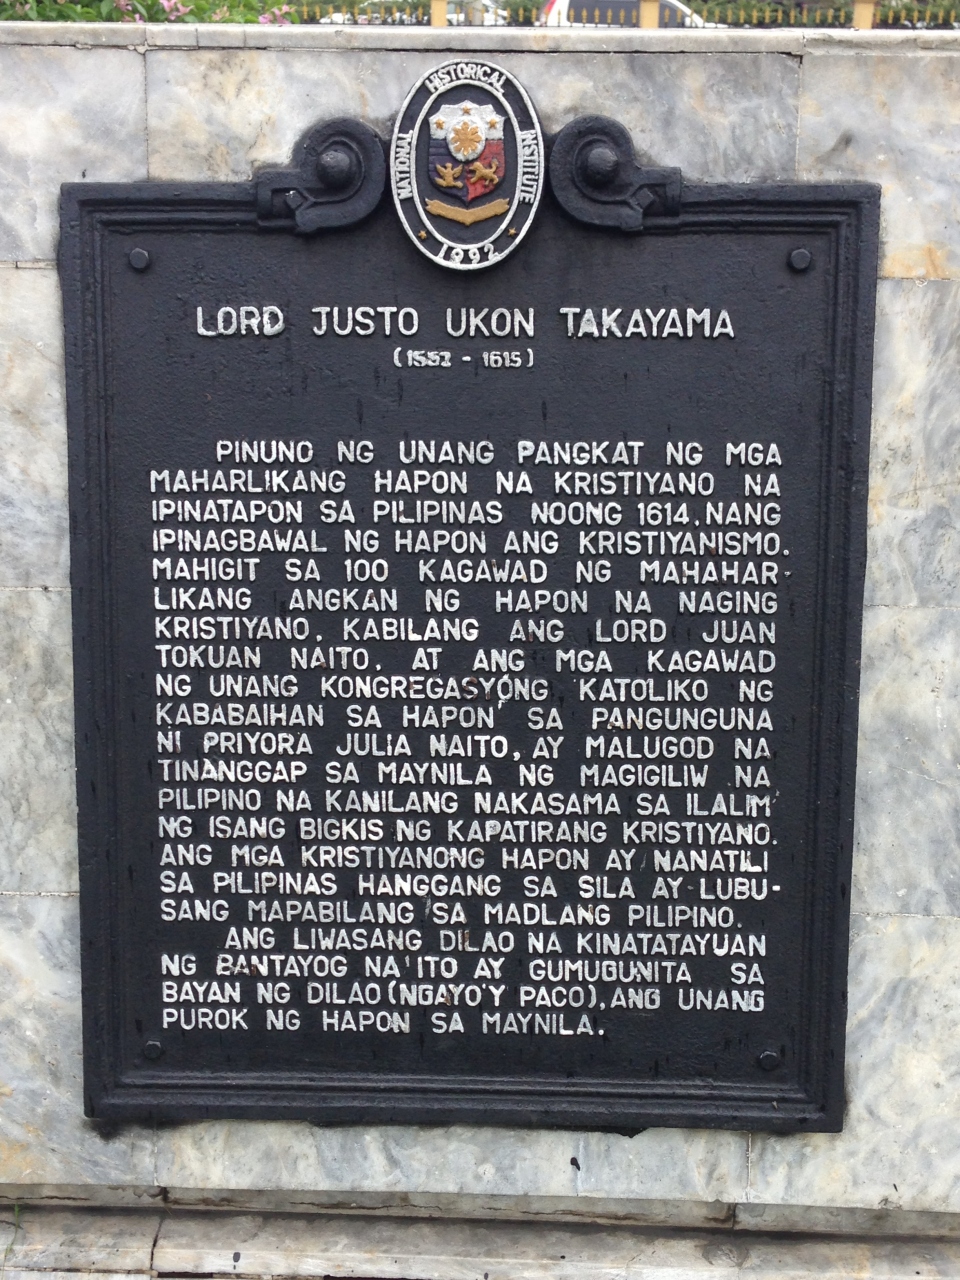 NATIONAL HISTORICAL INSTITUTE
1992
LORD JUSTO UKON TAKAYAMA
(1552 - 1615)
PINUNO NG UNANG PANGKAT NG MGA
MAHARLIKANG HAPON NA KRISTIYANO NA
IPINATAPON SA PILIPINAS NOONG 1614, NANG
IPINAGBAWAL NG HAPON ANG KRISTIYANISMO.
MAHIGIT SA 100 KAGAWAD NG MAHAHAR-
LIKANG ANGKAN NG HAPON NA NAGING
KRISTIYANO, KABILANG ANG LORD JUAN
TOKUAN NAITO, AT ANG MGA KAGAWAD
NG UNANG KONGREGASYONG KATOLIKO NG
KABABAIHAN SA HAPON SA PANGUNGUNA
NI PRIYORA JULIA NAITO, AY MALUGOD NA
TINANGGAP SA MAYNILA NG MAGIGILIW NA
PILIPINO NA KANILANG NAKASAMA SA ILALIM
NG ISANG BIGKIS NG KAPATIRANG KRISTIYANO.
ANG MGA KRISTIYANONG HAPON AY NANATILI
SA PILIPINAS HANGGANG SA SILA AY LUBU-
SANG MAPABILANG SA MADLANG PILIPINO.
ANG LIWASANG DILAO NA KINATATAYUAN
NG BANTAYOG NA ITO AY GUMUGUNITA SA
BAYAN NG DILAO (NGAYO'Y PACO), ANG UNANG
PUROK NG HAPON SA MAYNILA.